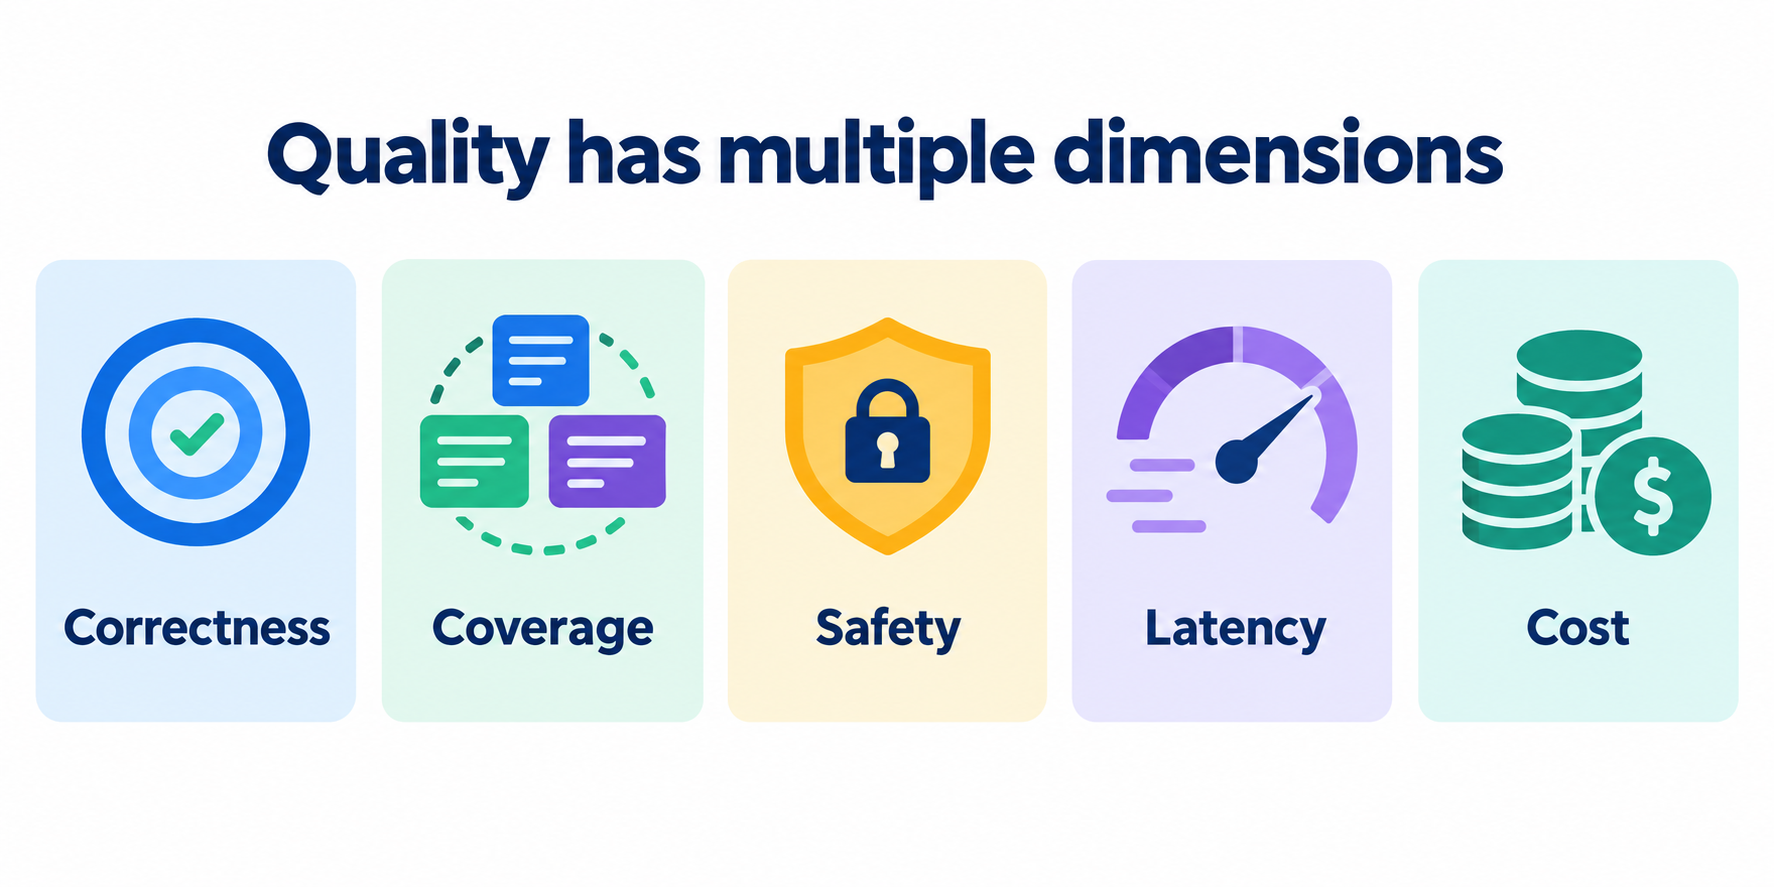 Quality has multiple dimensions
Correctness
Coverage
Safety
Latency
$
Cost